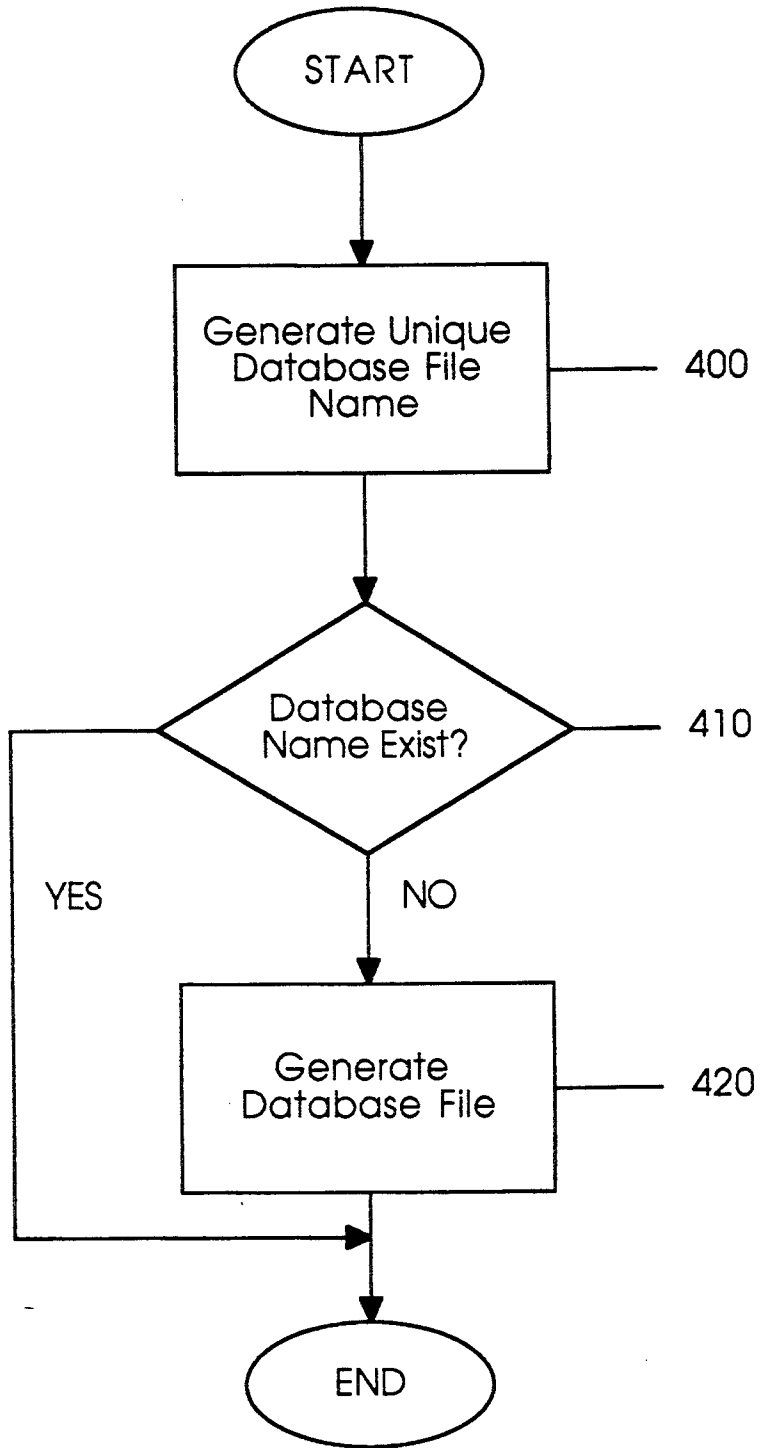 START
Generate Unique
Database File
Name
400
Database
Name Exist?
410
YES
NO
Generate
Database File
420
END